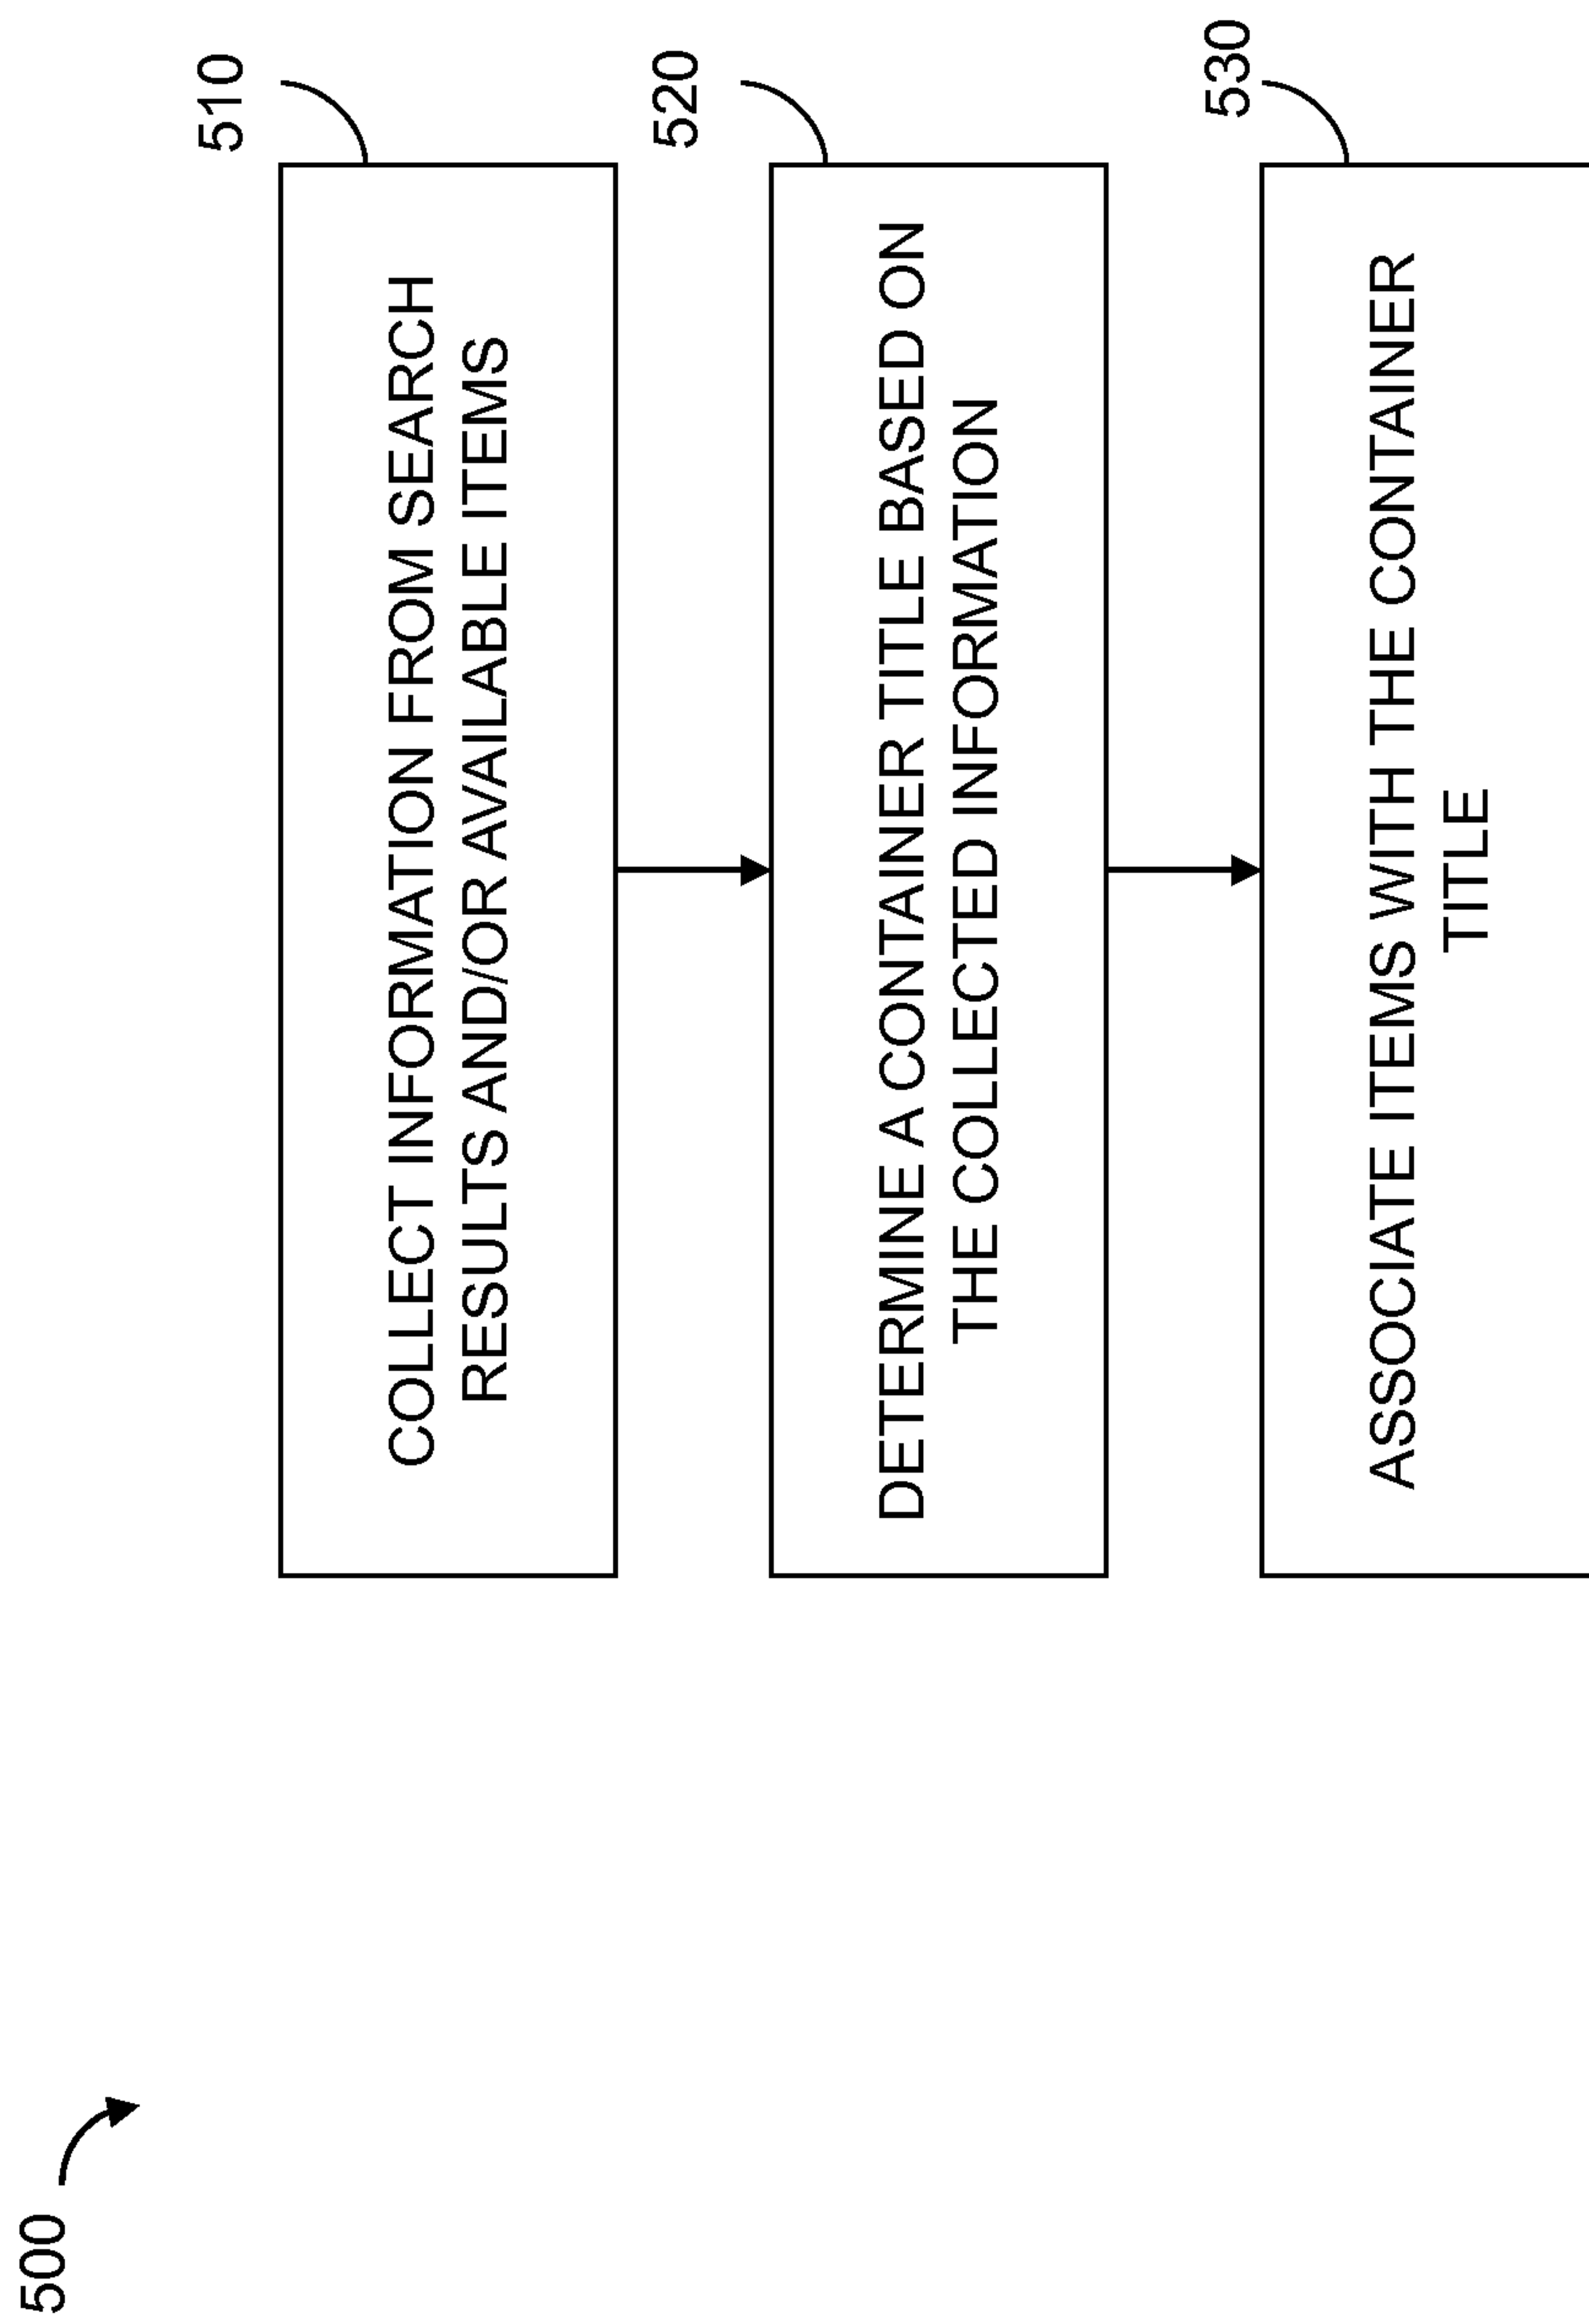 500
510
COLLECT INFORMATION FROM SEARCH
RESULTS AND/OR AVAILABLE ITEMS
520
DETERMINE A CONTAINER TITLE BASED ON
THE COLLECTED INFORMATION
530
ASSOCIATE ITEMS WITH THE CONTAINER
TITLE